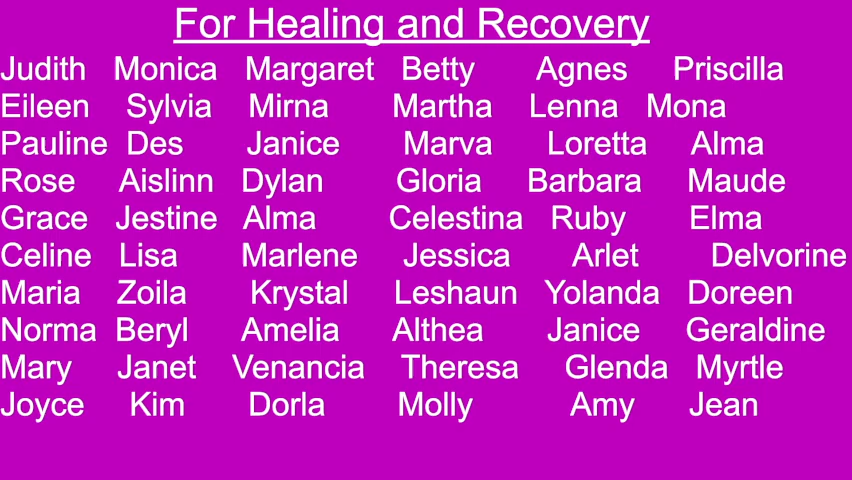 For Healing and Recovery
Judith Monica Margaret Betty Agnes Priscilla
Eileen Sylvia Mirna Martha Lenna Mona
Pauline Des Janice Marva Loretta Alma
Rose Aislinn Dylan Gloria Barbara Maude
Grace Jestine Alma Celestina Ruby Elma
Celine Lisa Marlene Jessica Arlet Delvorine
Maria Zoila Krystal Leshaun Yolanda Doreen
Norma Beryl Amelia Althea Janice Geraldine
Mary Janet Venancia Theresa Glenda Myrtle
Joyce Kim Dorla Molly Amy Jean